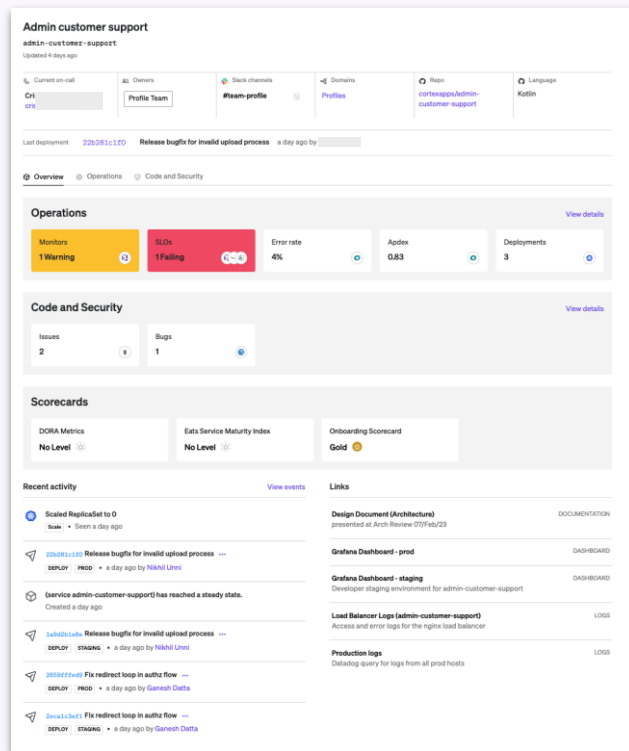 Admin customer support
admin-customer-support
Updated 4 days ago
Current on-call
Owners
Slack channels
Domains
Repo
Language
Profile Team
#team-profile
Profiles
cortexapps/admin-
customer-support
Kotlin
Last deployment 22b281c1f0 Release bugfix for invalid upload process a day ago by
Overview Operations Code and Security
Operations View details
Monitors
1 Warning
SLOs
1 Failing
Error rate
4%
Apdex
0.83
Deployments
3
Code and Security View details
Issues
2
Bugs
1
Scorecards
DORA Metrics
No Level
Eats Service Maturity Index
No Level
Onboarding Scorecard
Gold
Recent activity View events
Scaled ReplicaSet to 0
Scale • Seen a day ago
22b281c1f0 Release bugfix for invalid upload process ...
DEPLOY PROD • a day ago by Nikhil Unni
(service admin-customer-support) has reached a steady state.
Created a day ago
Release bugfix for invalid upload process ...
DEPLOY STAGING • a day ago by Nikhil Unni
2659fffed9 Fix redirect loop in authz flow ...
DEPLOY PROD • a day ago by Ganesh Datta
Fix redirect loop in authz flow ...
DEPLOY STAGING • a day ago by Ganesh Datta
Links
Design Document (Architecture) DOCUMENTATION
presented at Arch Review 07/Feb/23
Grafana Dashboard - prod DASHBOARD
Grafana Dashboard - staging DASHBOARD
Developer staging environment for admin-customer-support
Load Balancer Logs (admin-customer-support) LOGS
Access and error logs for the nginx load balancer
Production logs LOGS
Datadog query for logs from all prod hosts